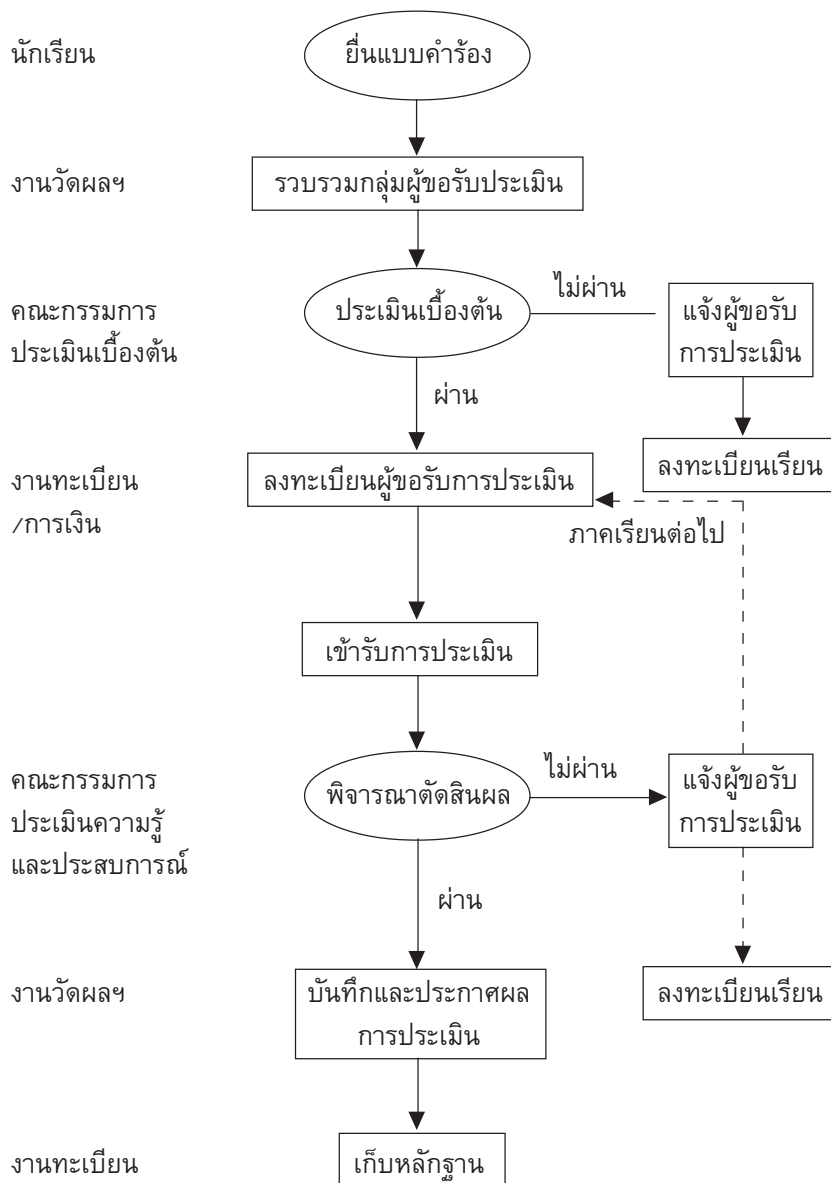 นักเรียน
ยื่นแบบคำร้อง
งานวัดผลฯ
รวบรวมกลุ่มผู้ขอรับประเมิน
คณะกรรมการ
ประเมินเบื้องต้น
ประเมินเบื้องต้น
ไม่ผ่าน
แจ้งผู้ขอรับ
การประเมิน
ผ่าน
ลงทะเบียนเรียน
งานทะเบียน
/การเงิน
ลงทะเบียนผู้ขอรับการประเมิน
ภาคเรียนต่อไป
เข้ารับการประเมิน
คณะกรรมการ
ประเมินความรู้
และประสบการณ์
พิจารณาตัดสินผล
ไม่ผ่าน
แจ้งผู้ขอรับ
การประเมิน
ผ่าน
งานวัดผลฯ
บันทึกและประกาศผล
การประเมิน
ลงทะเบียนเรียน
งานทะเบียน
เก็บหลักฐาน